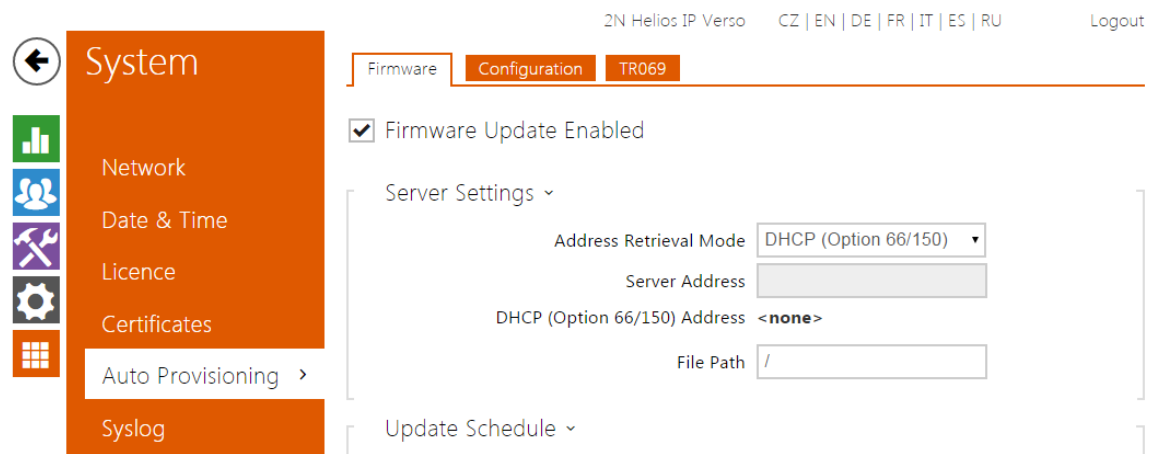 2N Helios IP Verso CZ | EN | DE | FR | IT | ES | RU Logout
System
Firmware Configuration TR069
Firmware Update Enabled
Network
Server Settings
Date & Time
Address Retrieval Mode DHCP (Option 66/150)
Licence
Server Address
Certificates
DHCP (Option 66/150) Address <none>
File Path /
Auto Provisioning
Syslog
Update Schedule